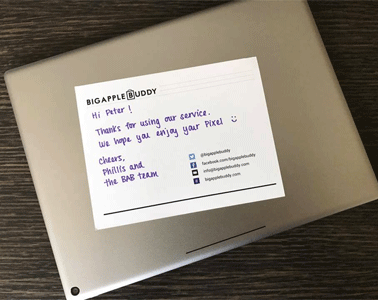 BIGAPPLEBUDDY
Hi Peter!
Thanks for using our service.
We hope you enjoy your Pixel
Cheers,
Phillis and
the BAB team
@bigapplebuddy
facebook.com/bigapplebuddy
info@bigapplebuddy.com
bigapplebuddy.com